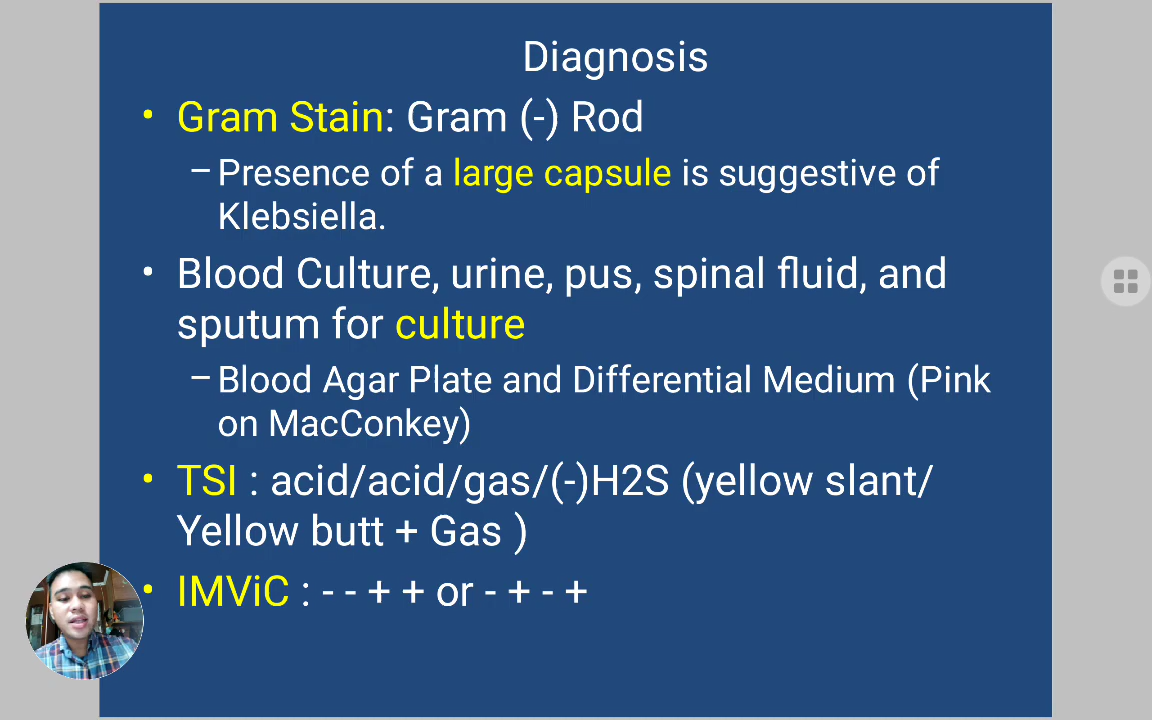 Diagnosis
• Gram Stain: Gram (-) Rod
– Presence of a large capsule is suggestive of
Klebsiella.
• Blood Culture, urine, pus, spinal fluid, and
sputum for culture
– Blood Agar Plate and Differential Medium (Pink
on MacConkey)
• TSI : acid/acid/gas/(-)H2S (yellow slant/
Yellow butt + Gas )
• IMViC : - - + + or - + - +